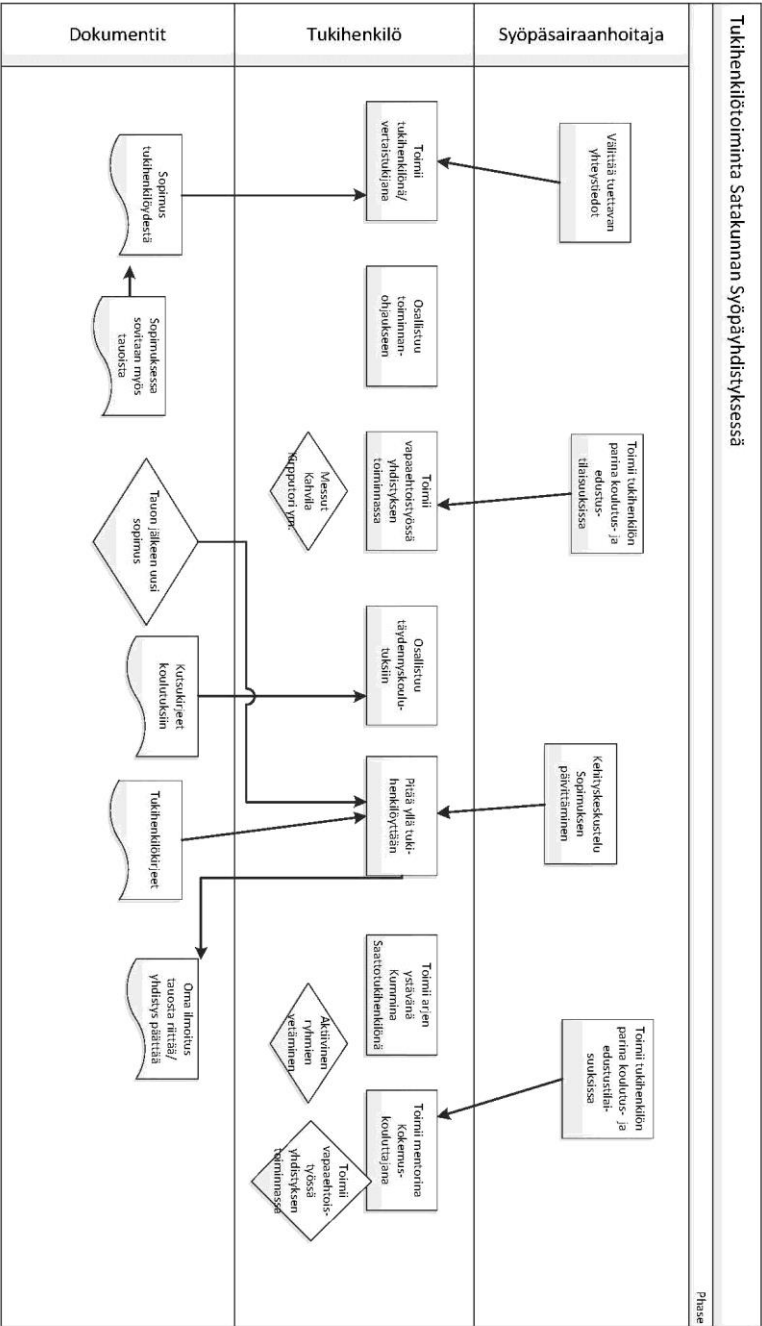 Tukihenkilötoiminta Satakunnan Syöpäyhdistyksessä
Phase
Syöpäsairaanhoitaja
Välittää tuettavan
yhteystiedot
Toimii tukihenkilön
parina koulutus- ja
edustus-
tilaisuuksissa
Kehityskeskustelu
Sopimuksen
päivittäminen
Toimii tukihenkilön
parina koulutus- ja
edustustilai-
suuksissa
Tukihenkilö
Toimii
tukihenkilönä/
vertaistukijana
Osallistuu
toiminnan-
ohjaukseen
Toimii
vapaaehtoistyössä
yhdistyksen
toiminnassa
Messut
Kahvila
Kirpputori ym.
Osallistuu
täydennyskoulu-
tuksiin
Pitää yllä tuki-
henkilöyttään
Toimii arjen
ystävänä
Kummina
Saattotukihenkilönä
Aktiivinen
ryhmien
vetäminen
Toimii mentorina
Kokemus-
kouluttajana
Toimii
vapaaehtois-
työssä
yhdistyksen
toiminnassa
Dokumentit
Sopimus
tukihenkilöydestä
Sopimuksessa
sovitaan myös
tauoista
Tauon jälkeen uusi
sopimus
Kutsukirjeet
koulutuksiin
Tukihenkilökirjeet
Oma ilmoitus
tauosta riittää/
yhdistys päättää